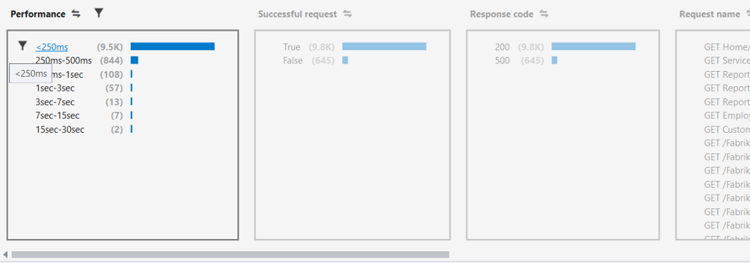 Performance
<250ms (9.5K)
250ms-500ms (844)
<250ms
ms-1sec (108)
1sec-3sec (57)
3sec-7sec (13)
7sec-15sec (7)
15sec-30sec (2)
Successful request
True (9.8K)
False (645)
Response code
200 (9.8K)
500 (645)
Request name
GET Home/
GET Service
GET Report
GET Report
GET Report
GET Employ
GET Custom
GET /Fabrik
GET /Fabrik
GET /Fabrik
GET /Fabrik
GET /Fabrik
GET /Fabrik
GET /Fabrik